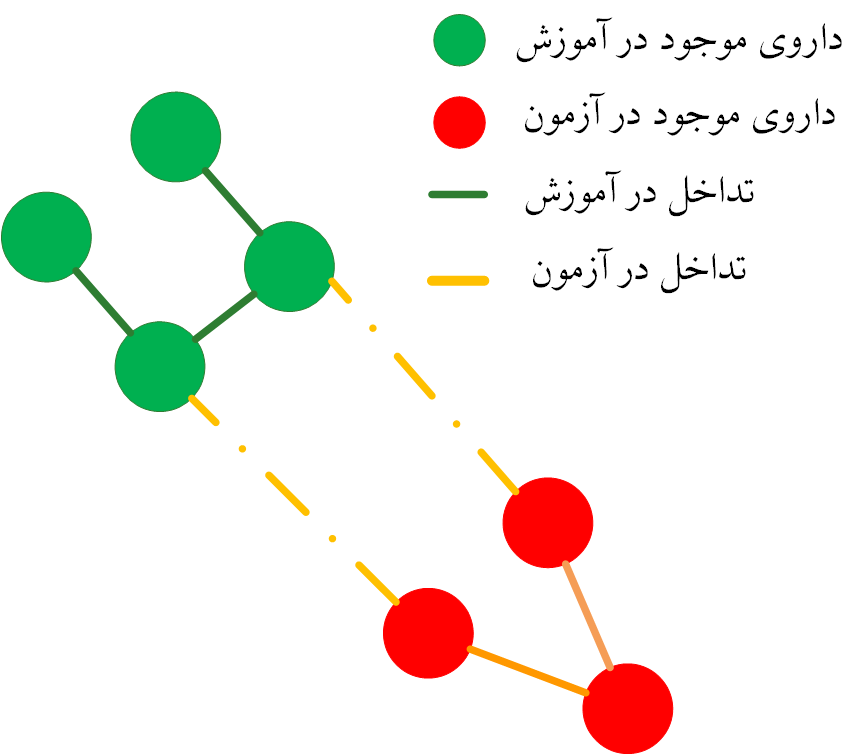 داروی موجود در آموزش
داروی موجود در آزمون
تداخل در آموزش
تداخل در آزمون